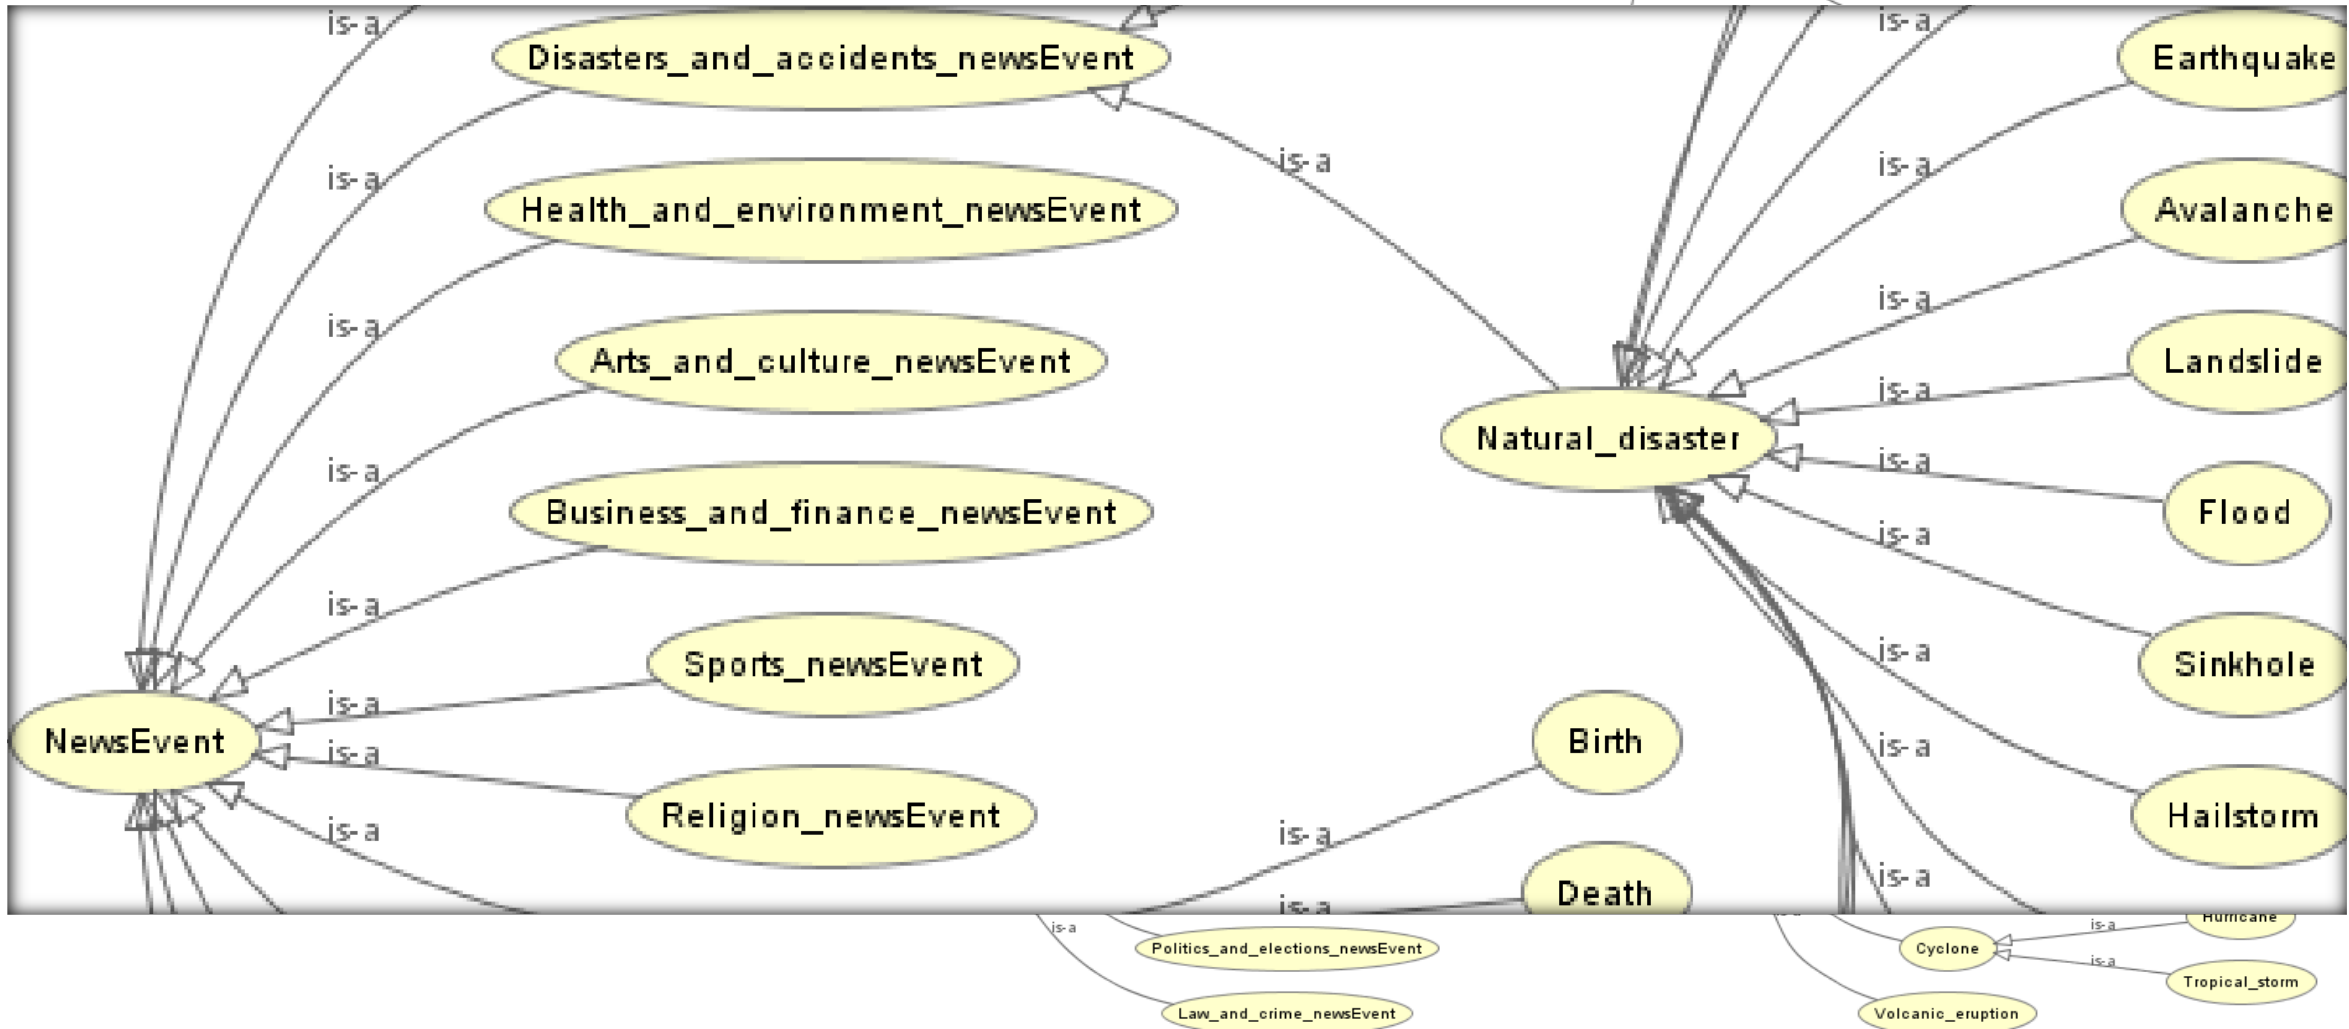 is-a
is-a
Disasters_and_accidents_newsEvent
Earthquake
is-a
is-a
is-a
Health_and_environment_newsEvent
Avalanche
is-a
is-a
Arts_and_culture_newsEvent
Landslide
is-a
Natural_disaster
is-a
is-a
Business_and_finance_newsEvent
Flood
is-a
is-a
Sports_newsEvent
is-a
Sinkhole
is-a
NewsEvent
Birth
is-a
is-a
Religion_newsEvent
Hailstorm
is-a
is-a
is-a
Death
is-a
Hurricane
is-a
is-a
Politics_and_elections_newsEvent
Cyclone
is-a
Tropical_storm
Law_and_crime_newsEvent
Volcanic_eruption